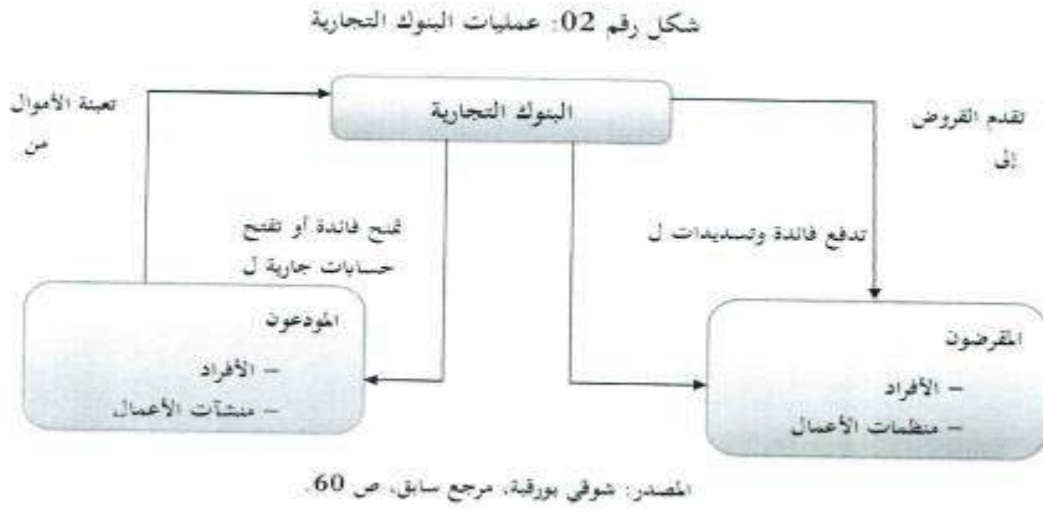 شكل رقم 02: عمليات البنوك التجارية
البنوك التجارية
تعبئة الأموال
من
تقدم القروض
إلى
تمنح فائدة أو تفتح
حسابات جارية ل
تدفع فائدة وتسديدات ل
المودعون
– الأفراد
– منشآت الأعمال
المقرضون
– الأفراد
– منظمات الأعمال
المصدر: شوقي بورقبة، مرجع سابق، ص 60.